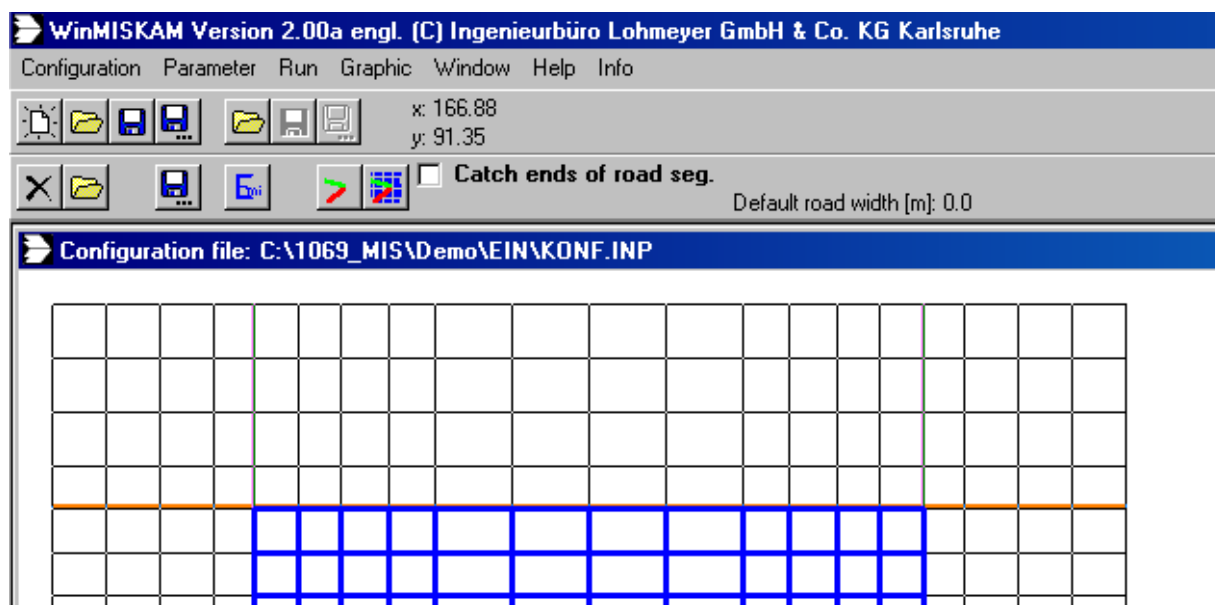 WinMISKAM Version 2.00a engl. (C) Ingenieurbüro Lohmeyer GmbH & Co. KG Karlsruhe
Configuration Parameter Run Graphic Window Help Info
x: 166.88
y: 91.35
Emi
Catch ends of road seg.
Default road width [m]: 0.0
Configuration file: C:\1069_MIS\Demo\EIN\KONF.INP